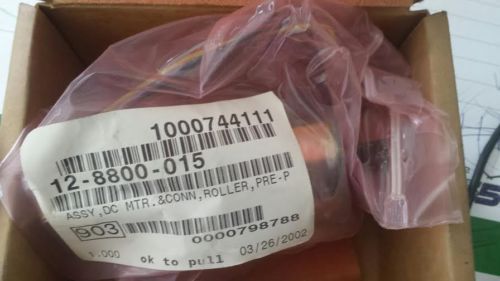 1000744111
12-8800-015
ASSY,DC MTR.&CONN,ROLLER,PRE-P
903
0000798788
1.000 ok to pull 03/26/2002